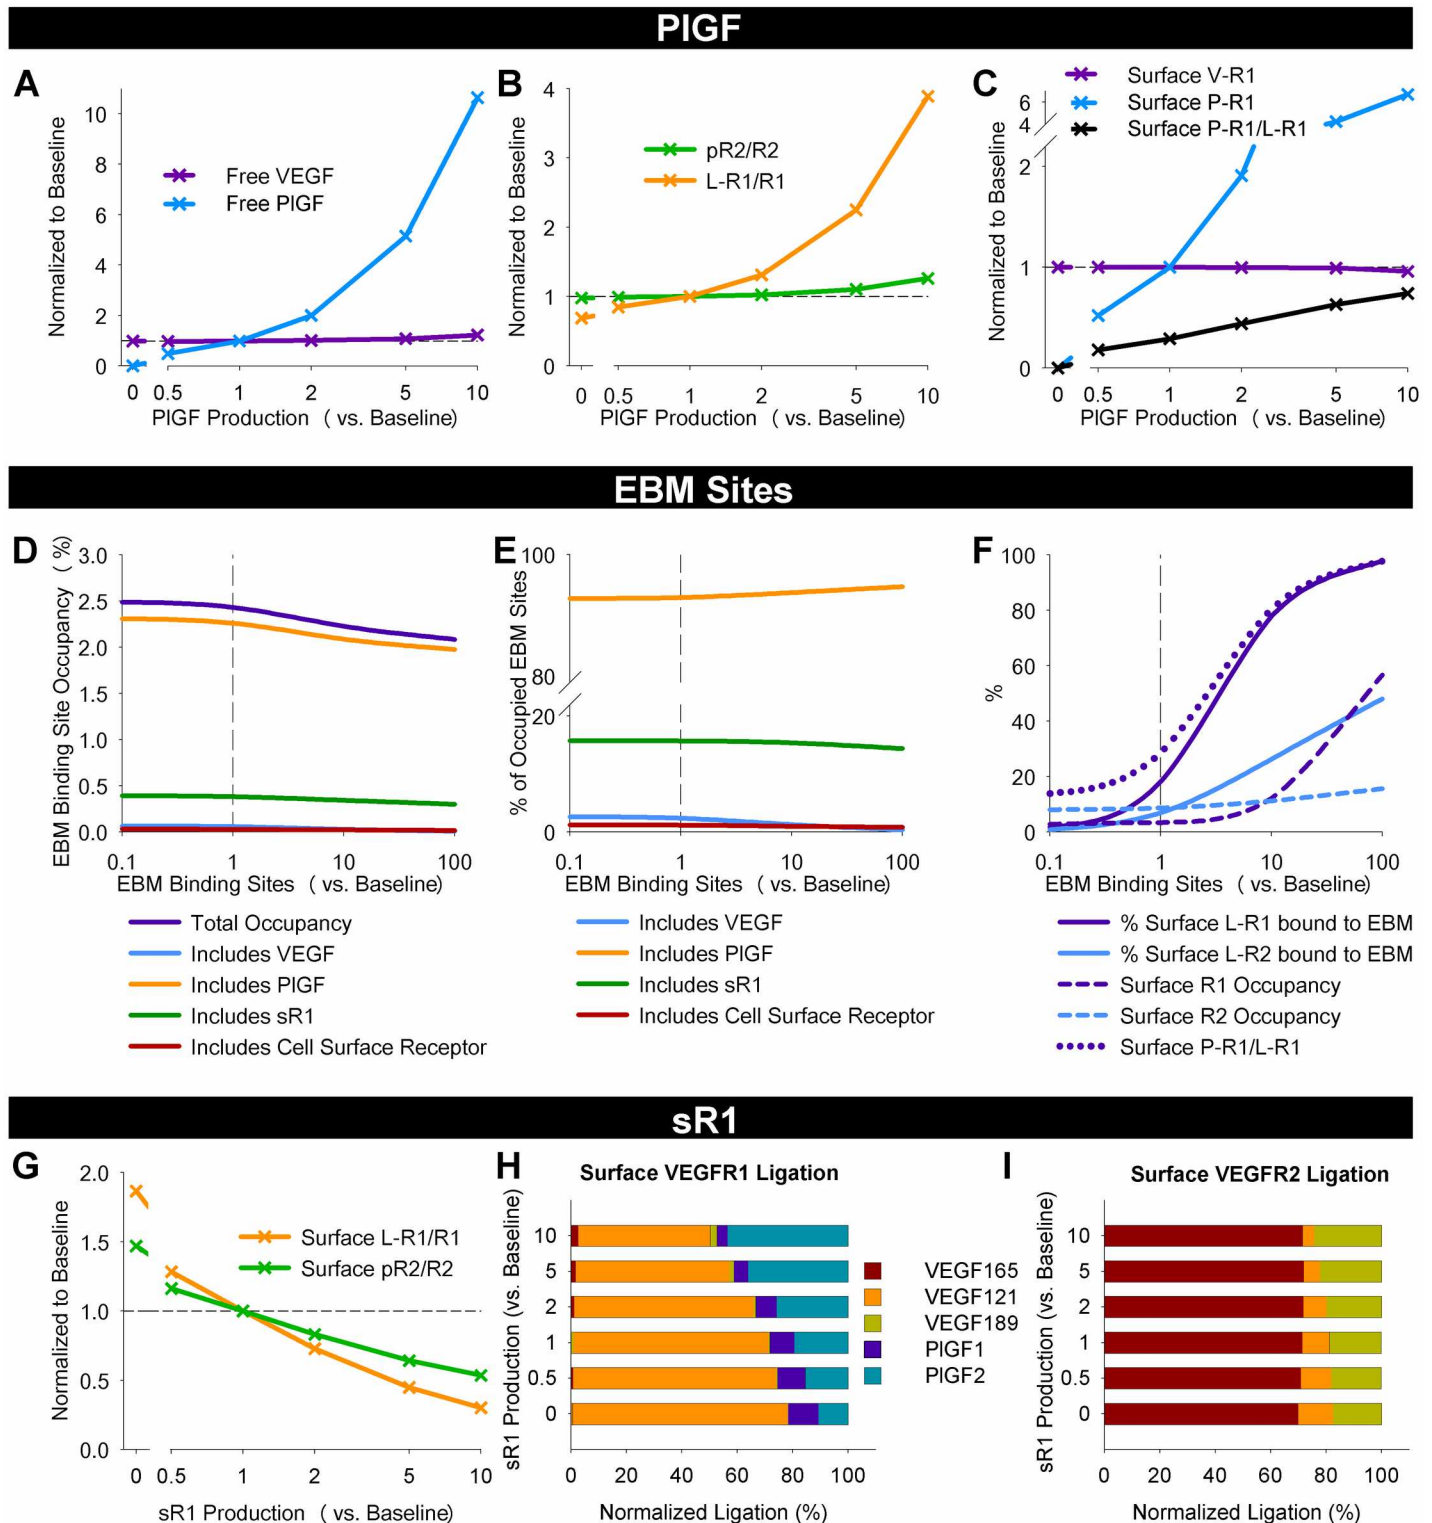 PlGF
A
Normalized to Baseline
10
8
6
4
2
0
Free VEGF
Free PlGF
0 0.5 1 2 5 10
PlGF Production ( vs. Baseline)
B
Normalized to Baseline
4
3
2
1
0
pR2/R2
L-R1/R1
0 0.5 1 2 5 10
PlGF Production ( vs. Baseline)
C
Normalized to Baseline
6
4
2
1
0
Surface V-R1
Surface P-R1
Surface P-R1/L-R1
0 0.5 1 2 5 10
PlGF Production ( vs. Baseline)
EBM Sites
D
EBM Binding Site Occupancy ( %)
3.0
2.5
2.0
1.5
1.0
0.5
0.0
0.1 1 10 100
EBM Binding Sites ( vs. Baseline)
Total Occupancy
Includes VEGF
Includes PlGF
Includes sR1
Includes Cell Surface Receptor
E
% of Occupied EBM Sites
100
80
20
0
0.1 1 10 100
EBM Binding Sites ( vs. Baseline)
Includes VEGF
Includes PlGF
Includes sR1
Includes Cell Surface Receptor
F
%
100
80
60
40
20
0
0.1 1 10 100
EBM Binding Sites ( vs. Baseline)
% Surface L-R1 bound to EBM
% Surface L-R2 bound to EBM
Surface R1 Occupancy
Surface R2 Occupancy
Surface P-R1/L-R1
sR1
G
Normalized to Baseline
2.0
1.5
1.0
0.5
0.0
Surface L-R1/R1
Surface pR2/R2
0 0.5 1 2 5 10
sR1 Production ( vs. Baseline)
H
Surface VEGFR1 Ligation
sR1 Production (vs. Baseline)
10
5
2
1
0.5
0
0 20 40 60 80 100
Normalized Ligation (%)
VEGF165
VEGF121
VEGF189
PlGF1
PlGF2
I
Surface VEGFR2 Ligation
sR1 Production (vs. Baseline)
10
5
2
1
0.5
0
0 20 40 60 80 100
Normalized Ligation (%)